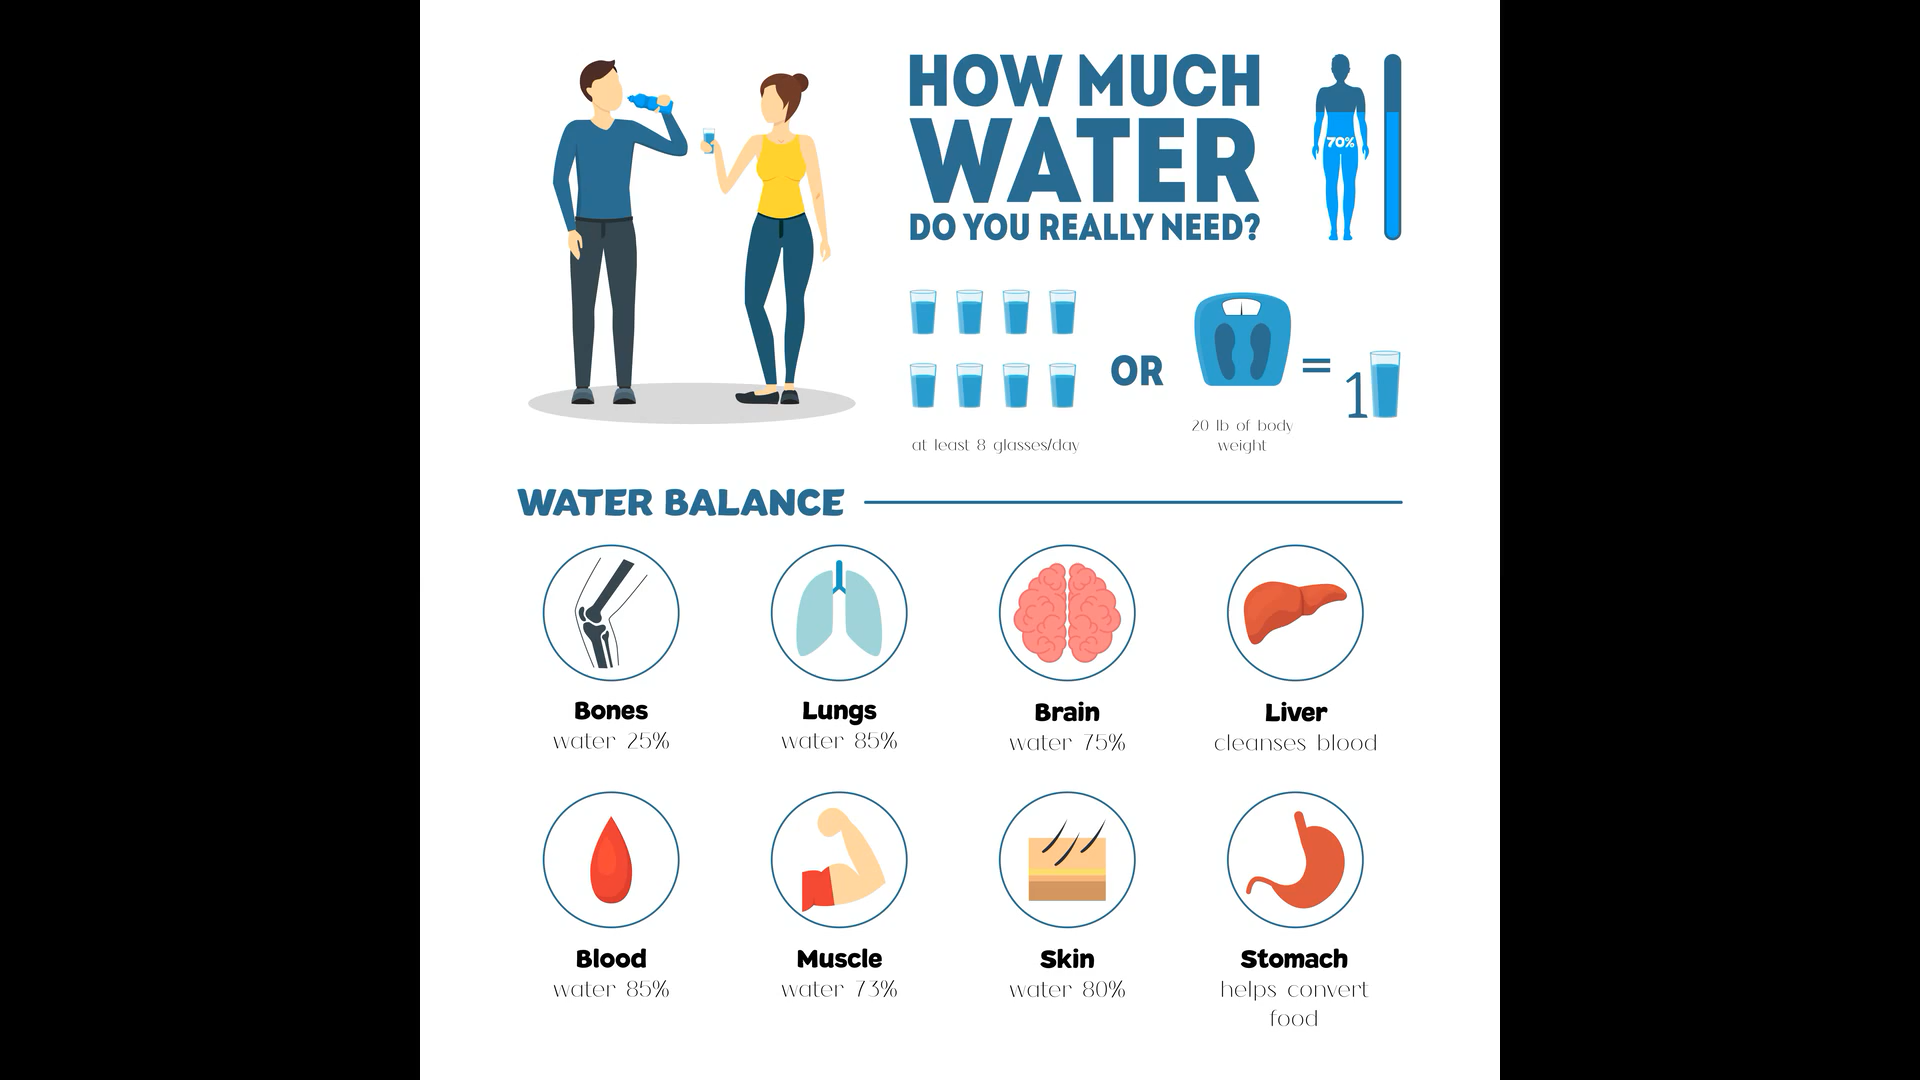 HOW MUCH
WATER
DO YOU REALLY NEED?
70%
OR
=
1
at least 8 glasses/day
20 lb of body
weight
WATER BALANCE
Bones
water 25%
Lungs
water 85%
Brain
water 75%
Liver
cleanses blood
Blood
water 85%
Muscle
water 73%
Skin
water 80%
Stomach
helps convert
food